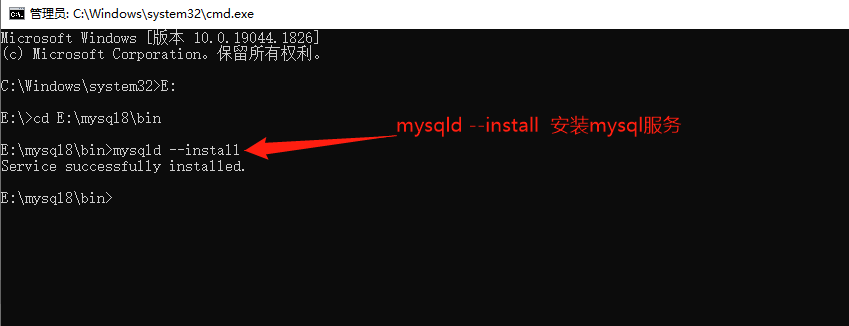 管理员: C:\Windows\system32\cmd.exe
Microsoft Windows [版本 10.0.19044.1826]
(c) Microsoft Corporation。保留所有权利。
C:\Windows\system32>E:
E:\>cd E:\mysql8\bin
mysqld --install 安装mysql服务
E:\mysql8\bin>mysqld --install
Service successfully installed.
E:\mysql8\bin>